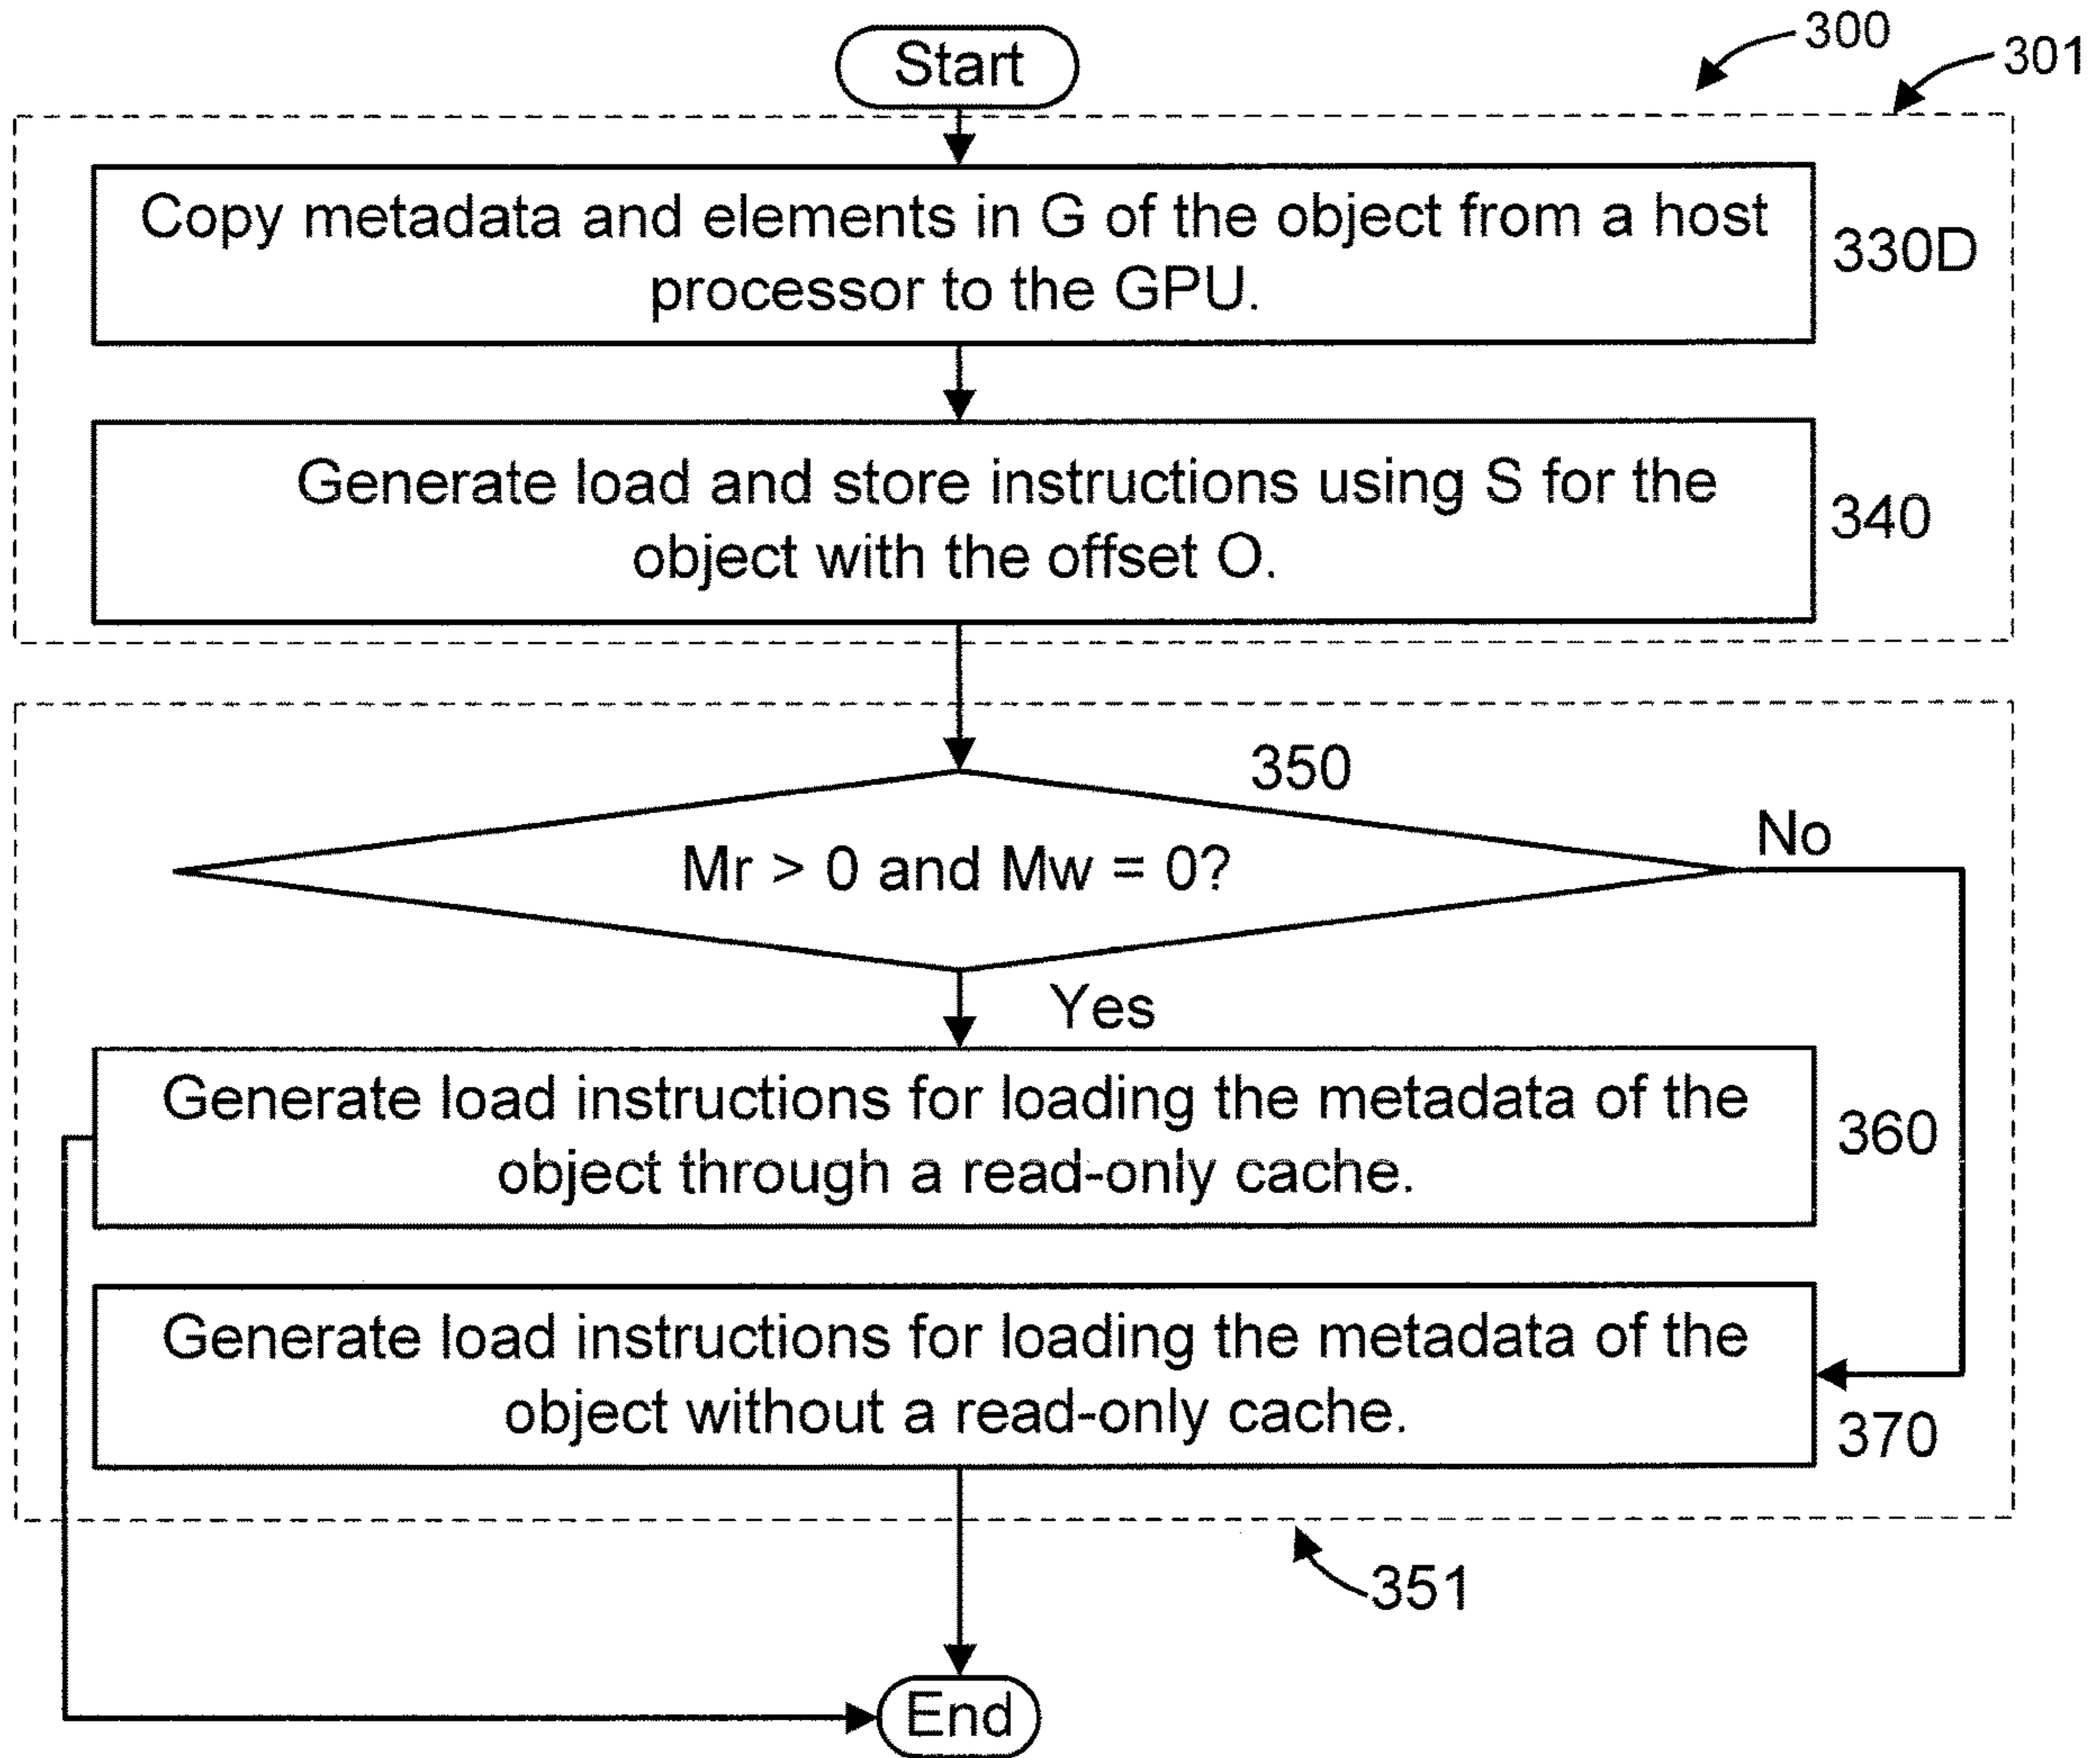 Start
300
301
Copy metadata and elements in G of the object from a host
processor to the GPU.
330D
Generate load and store instructions using S for the
object with the offset O.
340
350
Mr > 0 and Mw = 0?
No
Yes
Generate load instructions for loading the metadata of the
object through a read-only cache.
360
Generate load instructions for loading the metadata of the
object without a read-only cache.
370
351
End